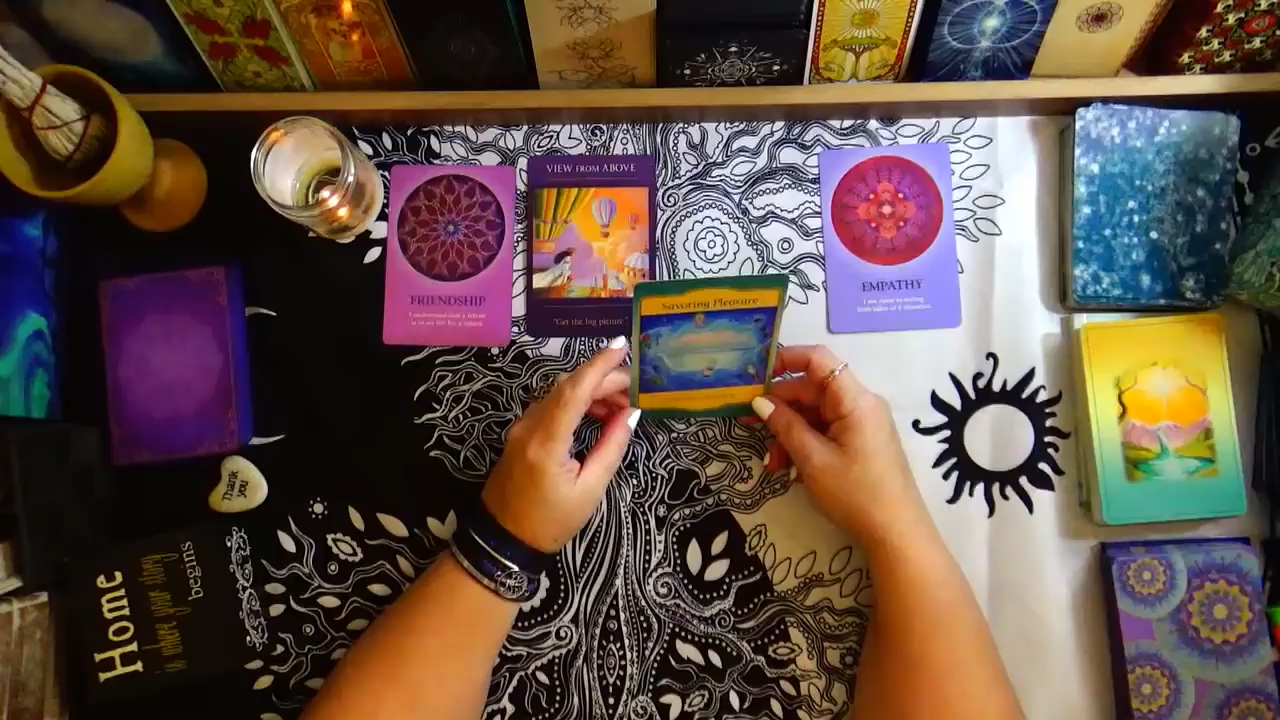 VIEW FROM ABOVE
FRIENDSHIP
"Get the big picture"
Savoring Pleasure
EMPATHY
Thank
you
Home
is where your story
begins